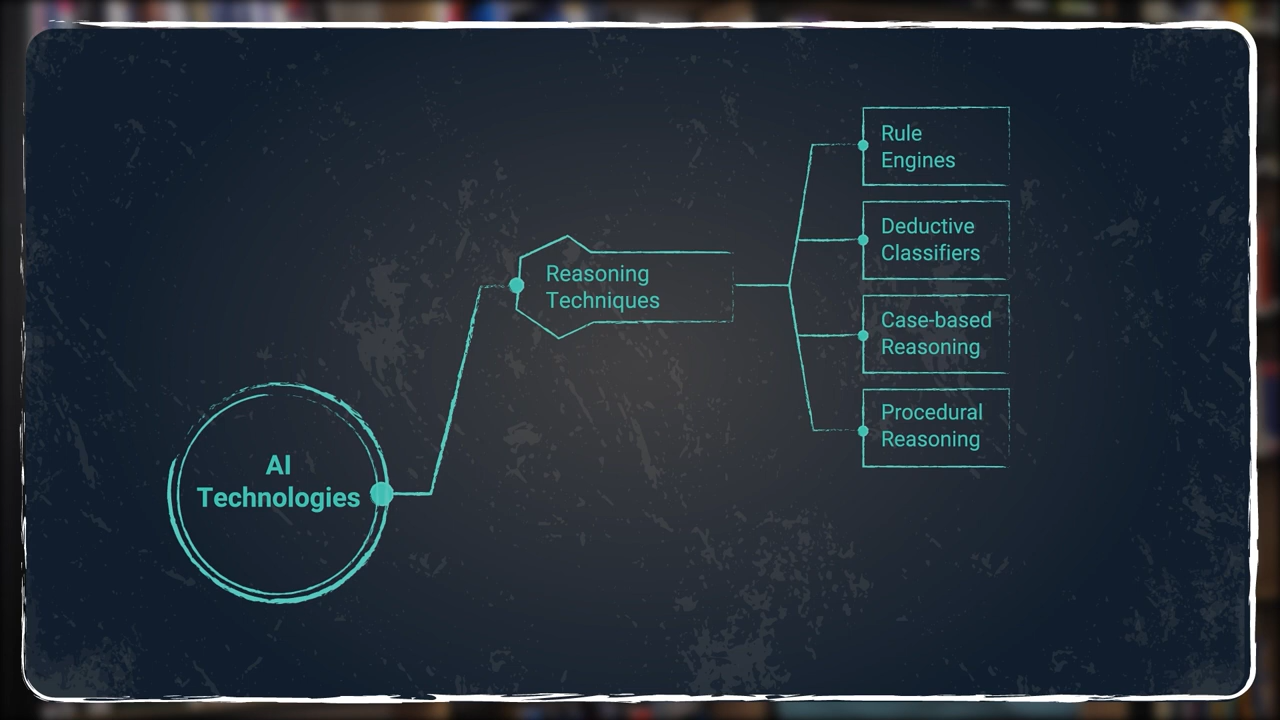 AI
Technologies
Reasoning
Techniques
Rule
Engines
Deductive
Classifiers
Case-based
Reasoning
Procedural
Reasoning